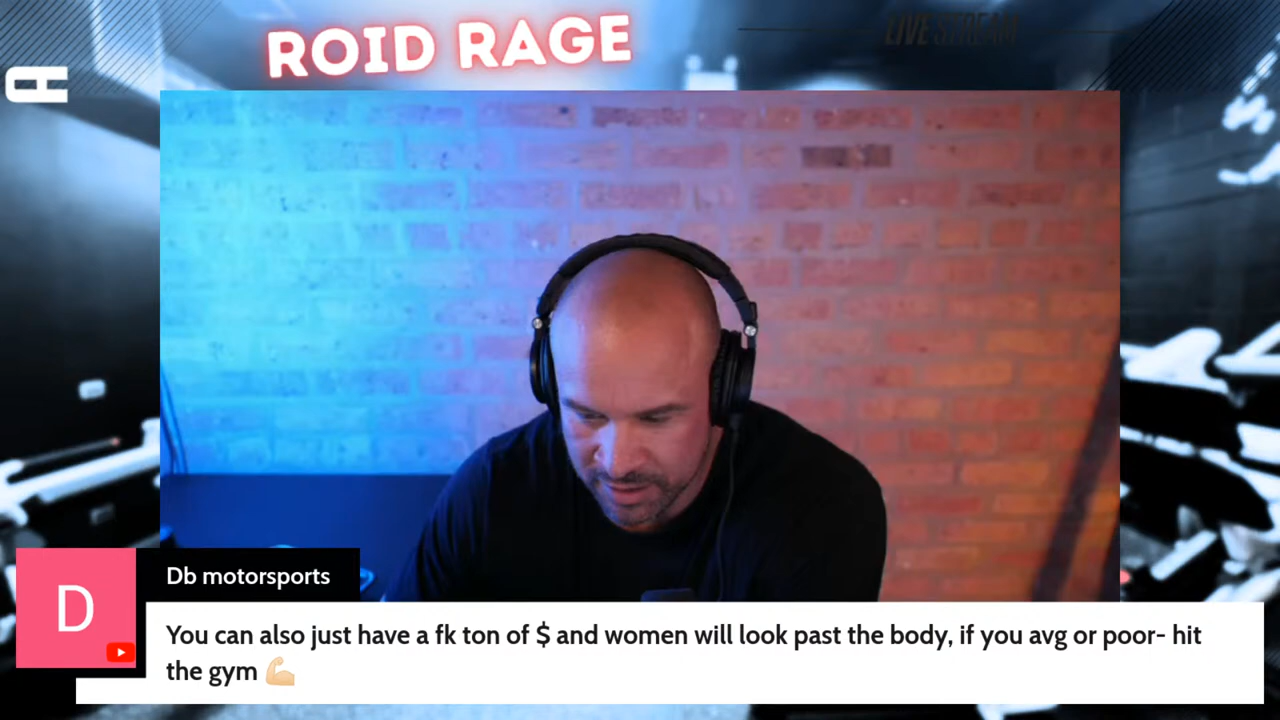 ROID RAGE
LIVE STREAM
A
Db motorsports
D
You can also just have a fk ton of $ and women will look past the body, if you avg or poor- hit
the gym 💪🏻